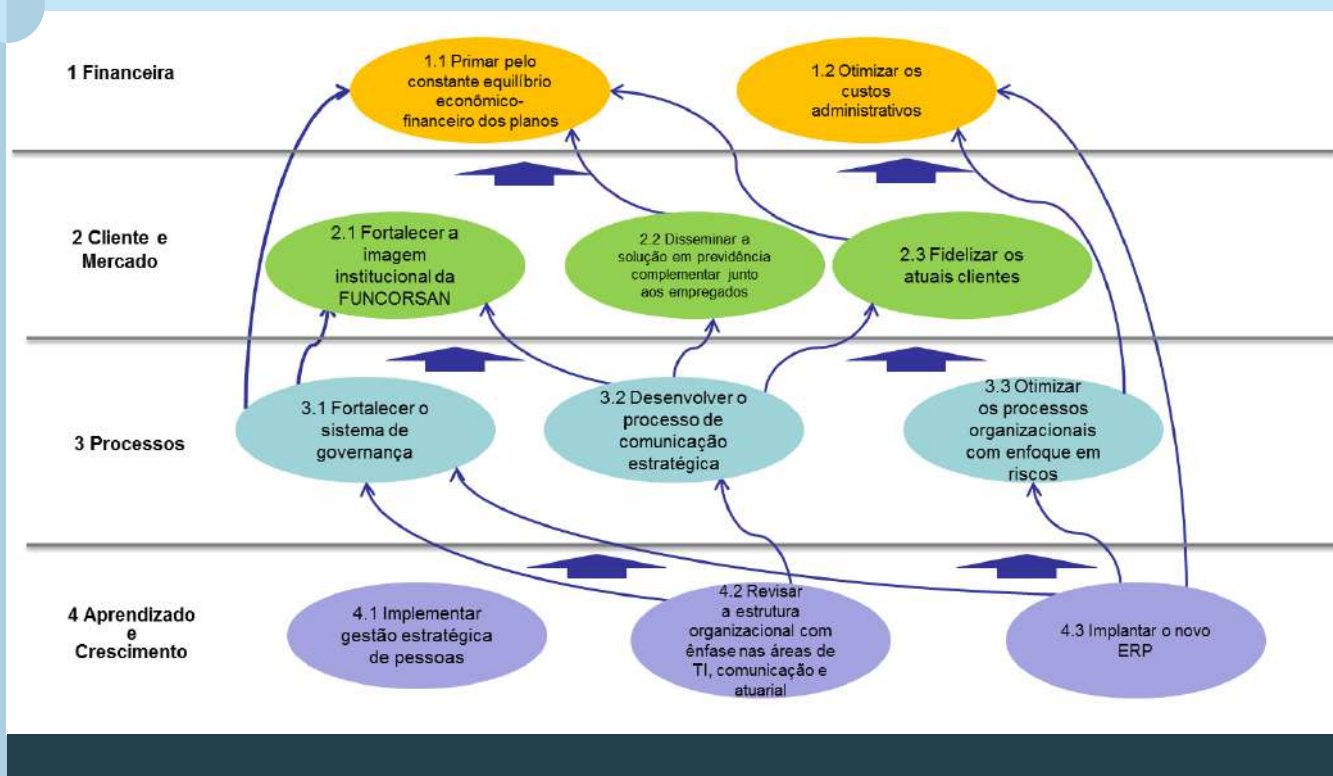 1 Financeira
1.1 Primar pelo
constante equilíbrio
econômico-
financeiro dos planos
1.2 Otimizar os
custos
administrativos
2 Cliente e
Mercado
2.1 Fortalecer a
imagem
institucional da
FUNCORSAN
2.2 Disseminar a
solução em previdência
complementar junto
aos empregados
2.3 Fidelizar os
atuais clientes
3 Processos
3.1 Fortalecer o
sistema de
governança
3.2 Desenvolver o
processo de
comunicação
estratégica
3.3 Otimizar
os processos
organizacionais
com enfoque em
riscos
4 Aprendizado
e
Crescimento
4.1 Implementar
gestão estratégica
de pessoas
4.2 Revisar
a estrutura
organizacional com
ênfase nas áreas de
TI, comunicação e
atuarial
4.3 Implantar o novo
ERP